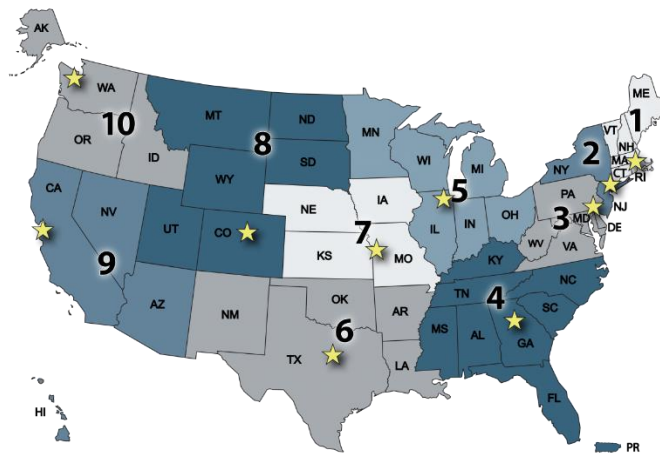 AK
WA
ME
1
MT
ND
VT
10
8
MN
NH
OR
2
MA
ID
SD
WI
MI
NY
CT
RI
WY
5
CA
IA
PA
NJ
NE
OH
NV
7
IL
IN
3
MD
DE
UT
CO
WV
KS
MO
VA
9
KY
4
NC
OK
TN
AZ
NM
AR
SC
6
MS
AL
GA
TX
LA
FL
HI
PR